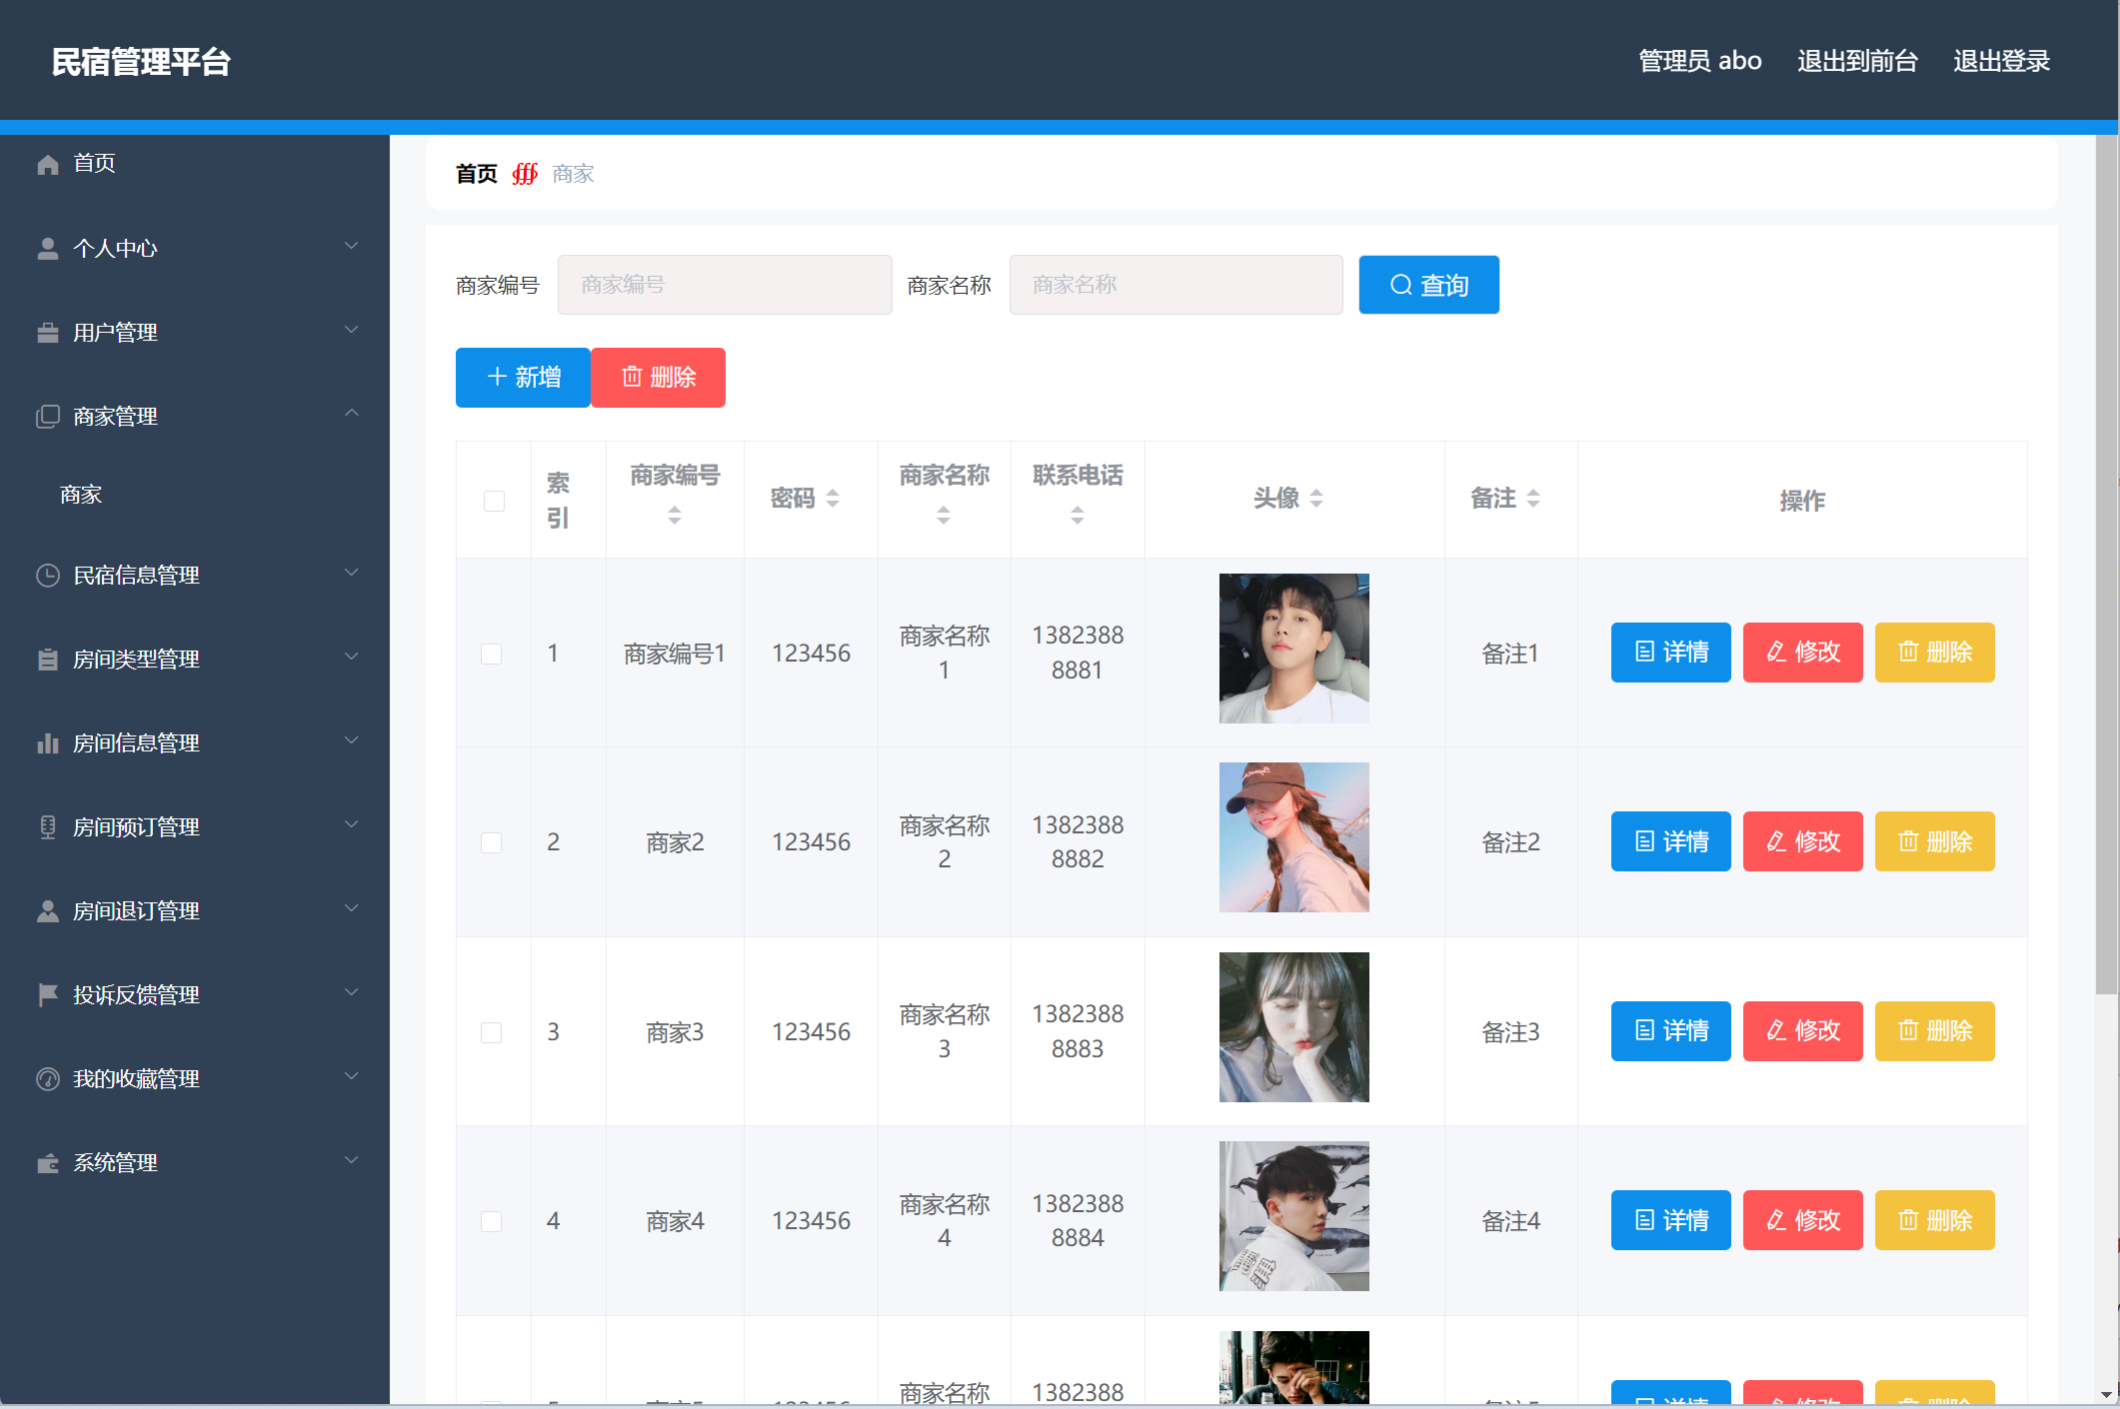 民宿管理平台
管理员 abo 退出到前台 退出登录
首页
个人中心
用户管理
商家管理
商家
民宿信息管理
房间类型管理
房间信息管理
房间预订管理
房间退订管理
投诉反馈管理
我的收藏管理
系统管理
首页 商家
商家编号 商家编号 商家名称 商家名称 查询
新增 删除
索引 商家编号 密码 商家名称 联系电话 头像 备注 操作
1 商家编号1 123456 商家名称1 13823888881 备注1 详情 修改 删除
2 商家2 123456 商家名称2 13823888882 备注2 详情 修改 删除
3 商家3 123456 商家名称3 13823888883 备注3 详情 修改 删除
4 商家4 123456 商家名称4 13823888884 备注4 详情 修改 删除
商家名称 1382388